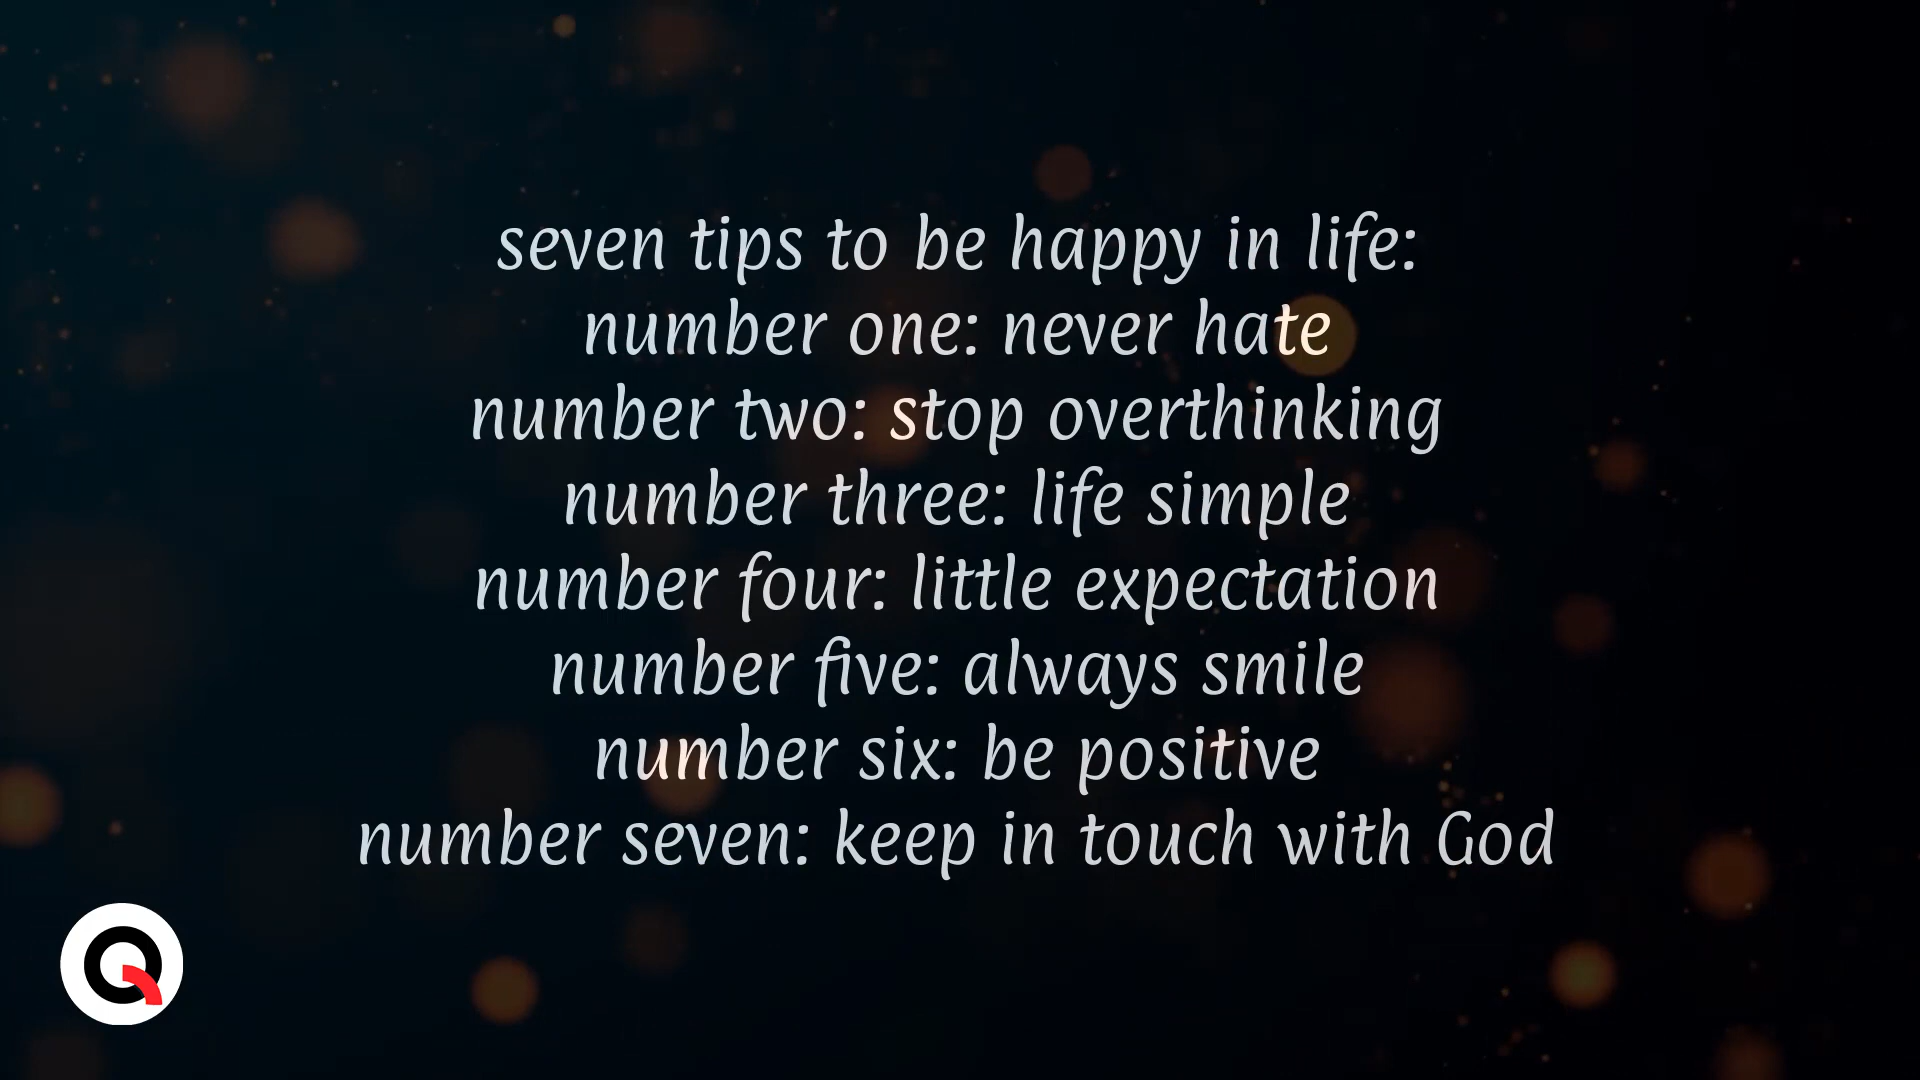 seven tips to be happy in life:
number one: never hate
number two: stop overthinking
number three: life simple
number four: little expectation
number five: always smile
number six: be positive
number seven: keep in touch with God
Q